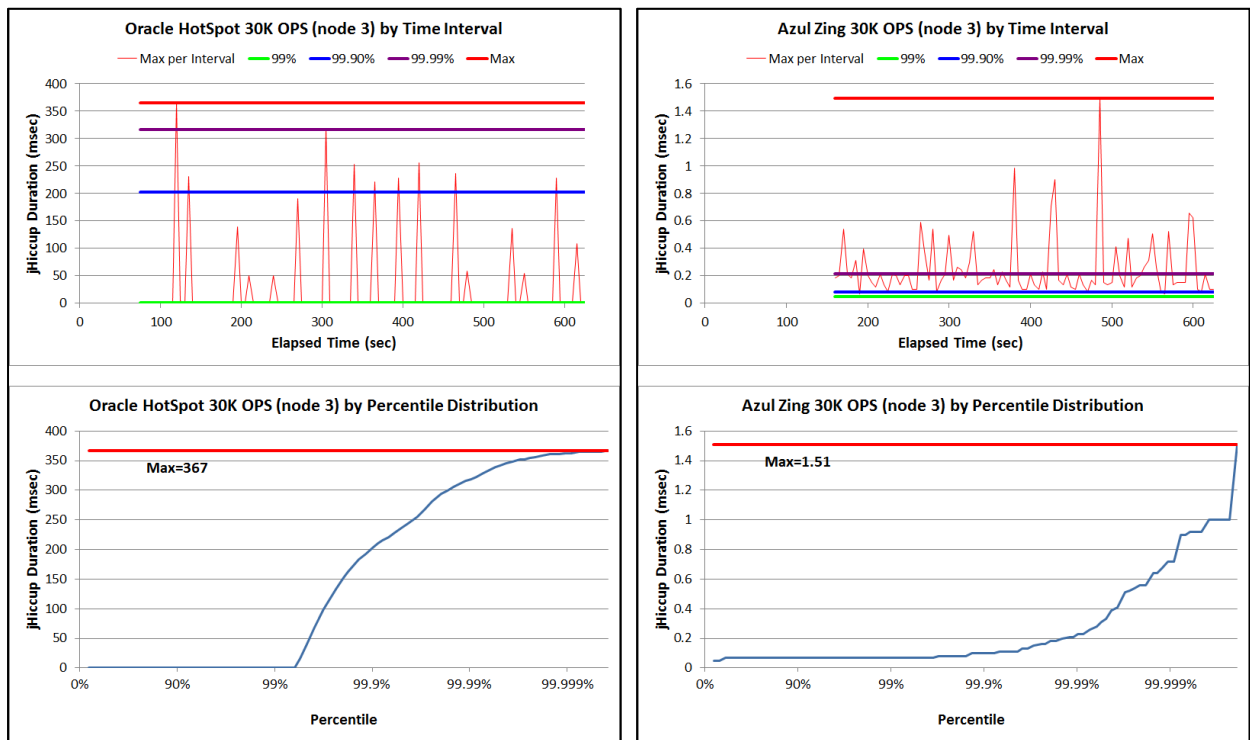 Oracle HotSpot 30K OPS (node 3) by Time Interval
Max per Interval 99% 99.90% 99.99% Max
jHiccup Duration (msec)
400
350
300
250
200
150
100
50
0
100 200 300 400 500 600
Elapsed Time (sec)
Azul Zing 30K OPS (node 3) by Time Interval
Max per Interval 99% 99.90% 99.99% Max
jHiccup Duration (msec)
1.6
1.4
1.2
1
0.8
0.6
0.4
0.2
0
0 100 200 300 400 500 600
Elapsed Time (sec)
Oracle HotSpot 30K OPS (node 3) by Percentile Distribution
jHiccup Duration (msec)
400
350
300
250
200
150
100
50
0
Max=367
0% 90% 99% 99.9% 99.99% 99.999%
Percentile
Azul Zing 30K OPS (node 3) by Percentile Distribution
jHiccup Duration (msec)
1.6
1.4
1.2
1
0.8
0.6
0.4
0.2
0
Max=1.51
0% 90% 99% 99.9% 99.99% 99.999%
Percentile